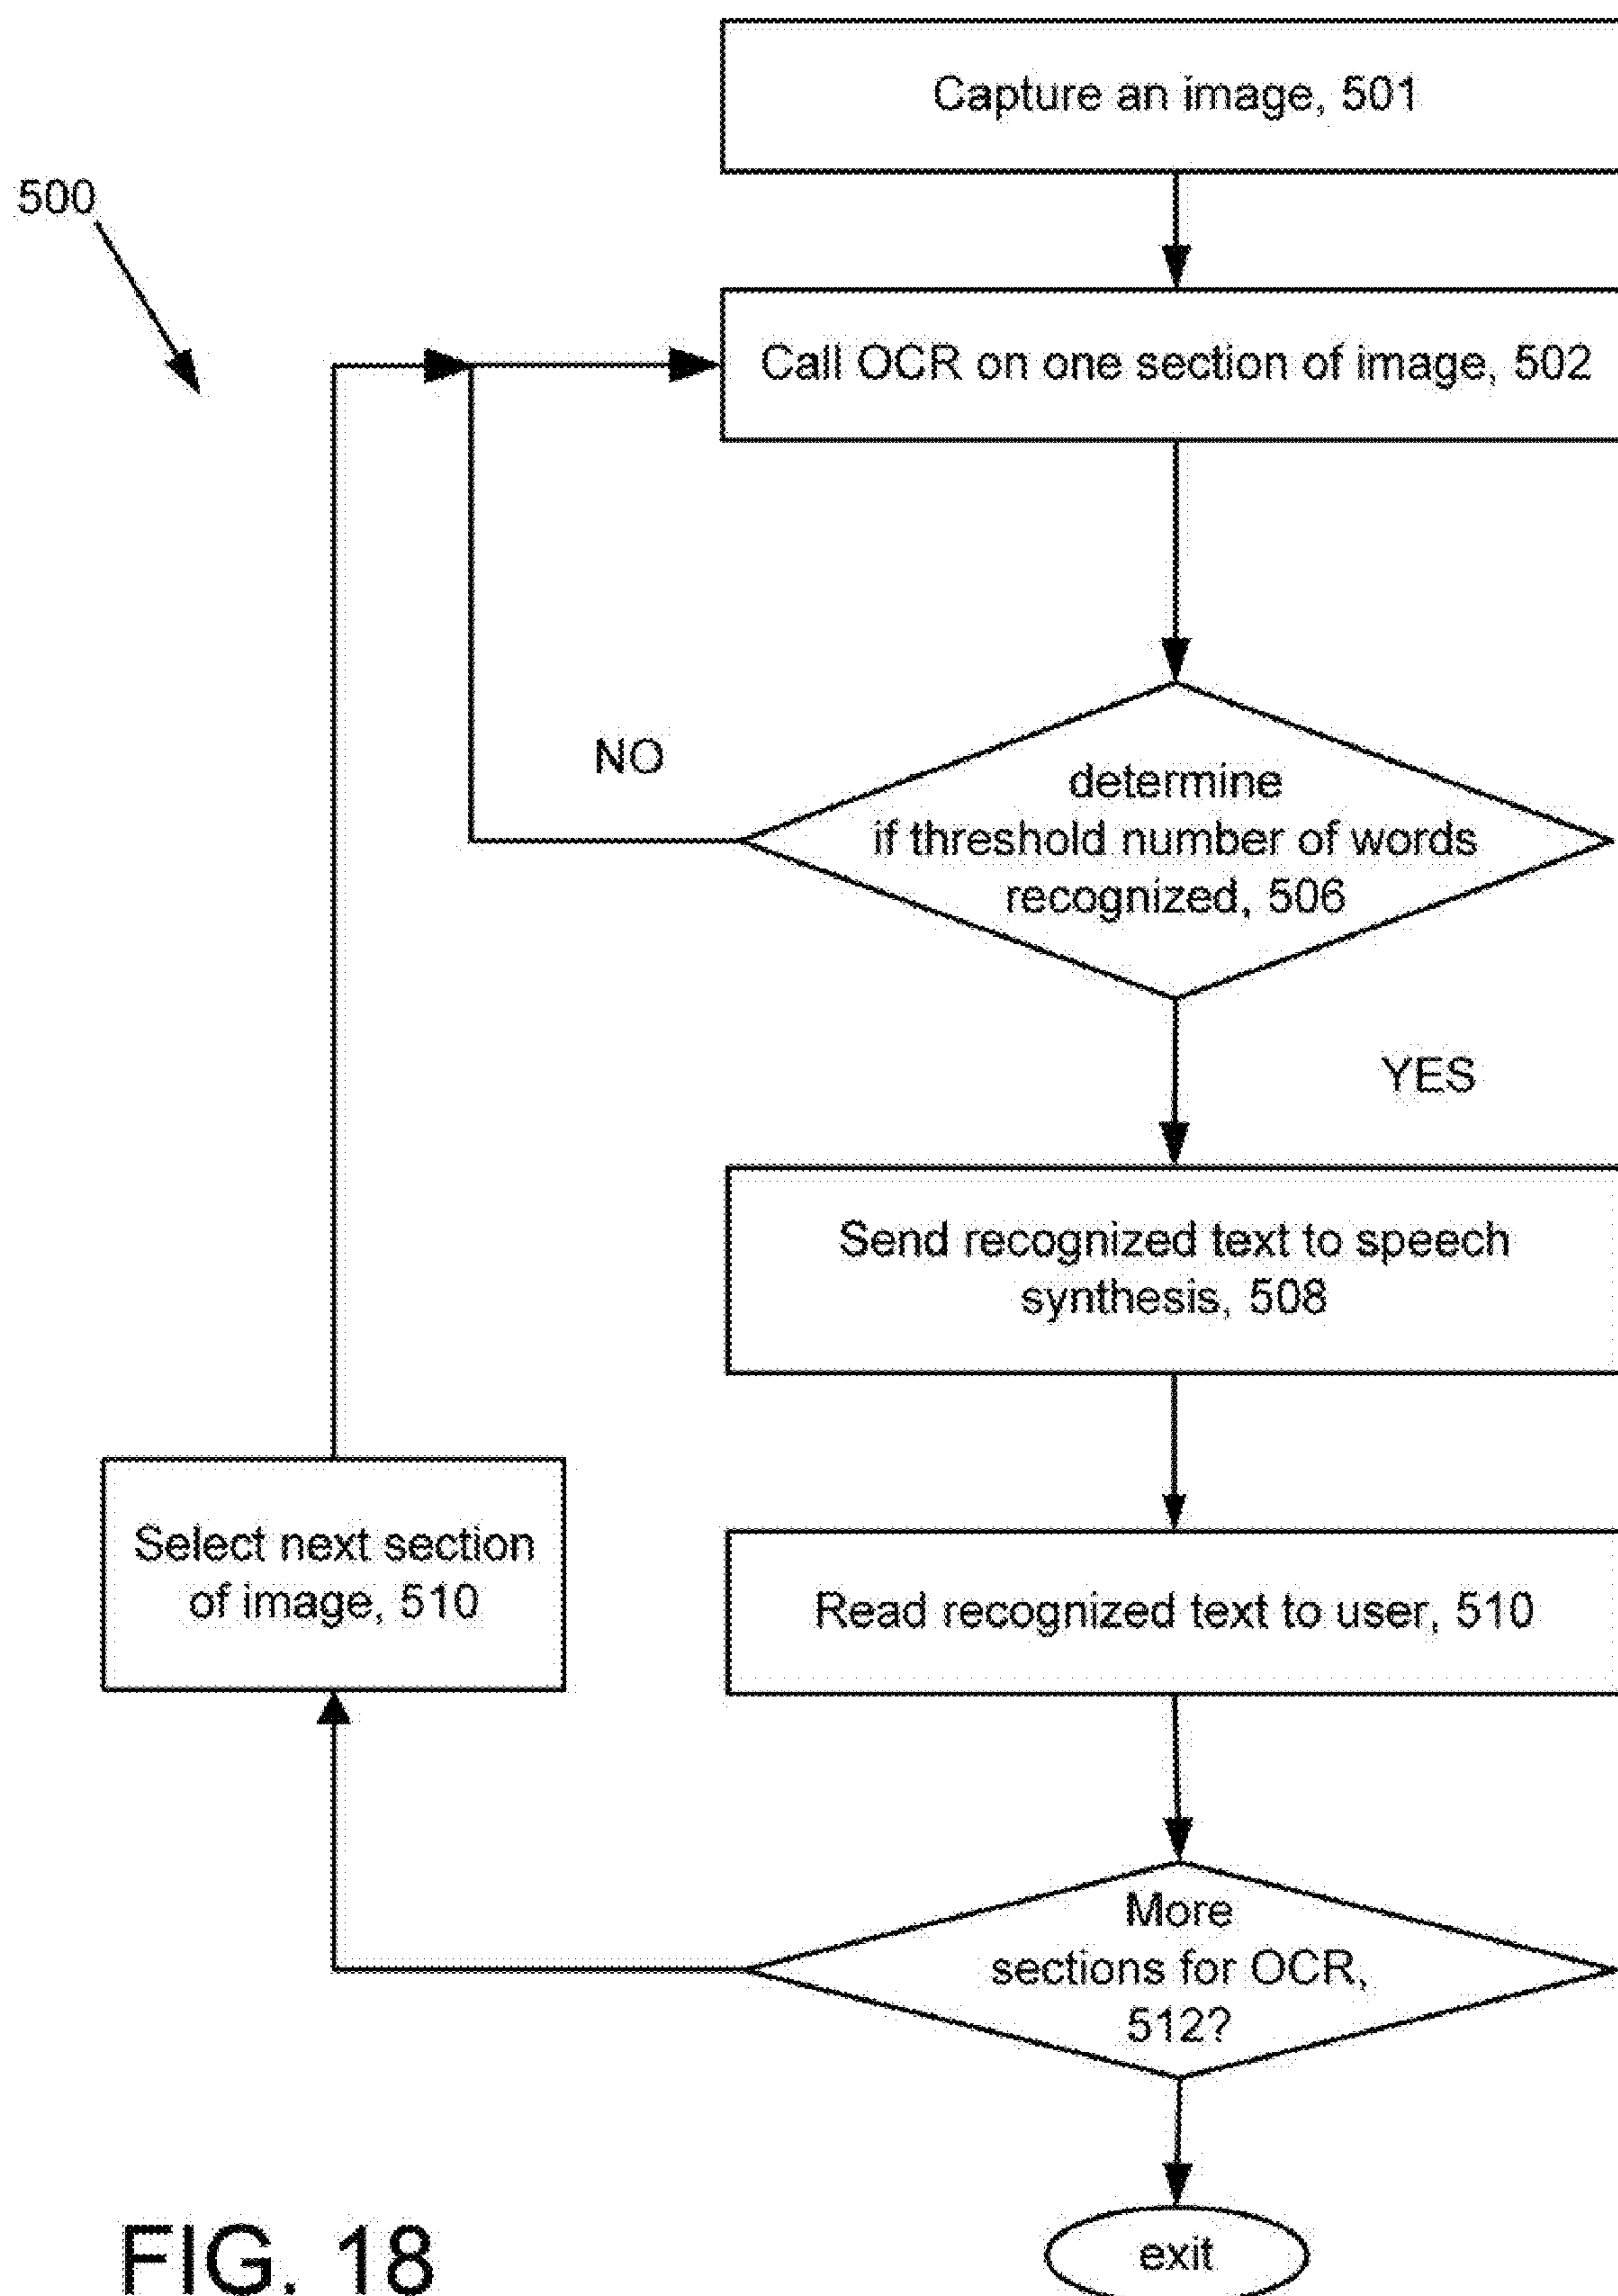 Capture an image, 501
500
Call OCR on one section of image, 502
NO
determine
if threshold number of words
recognized, 506
YES
Send recognized text to speech
synthesis, 508
Select next section
of image, 510
Read recognized text to user, 510
More
sections for OCR,
512?
exit
FIG. 18